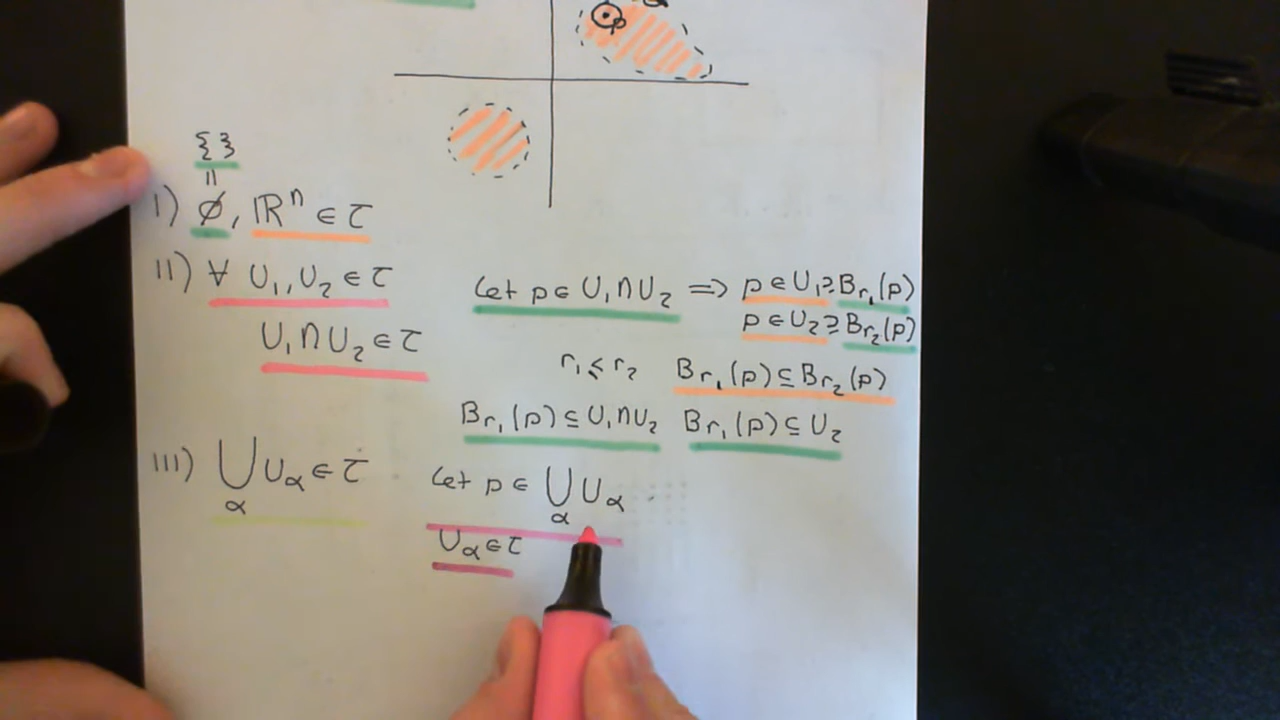 p
{ }
||
I) ∅, ℝⁿ ∈ τ
II) ∀ U₁, U₂ ∈ τ
U₁ ∩ U₂ ∈ τ
Let p ∈ U₁ ∩ U₂ ⇒ p ∈ U₁ ⊇ B_{r₁}(p)
p ∈ U₂ ⊇ B_{r₂}(p)
r₁ ≤ r₂ B_{r₁}(p) ⊆ B_{r₂}(p)
B_{r₁}(p) ⊆ U₁ ∩ U₂ B_{r₁}(p) ⊆ U₂
III) ⋃_α U_α ∈ τ
Let p ∈ ⋃_α U_α
U_α ∈ τ